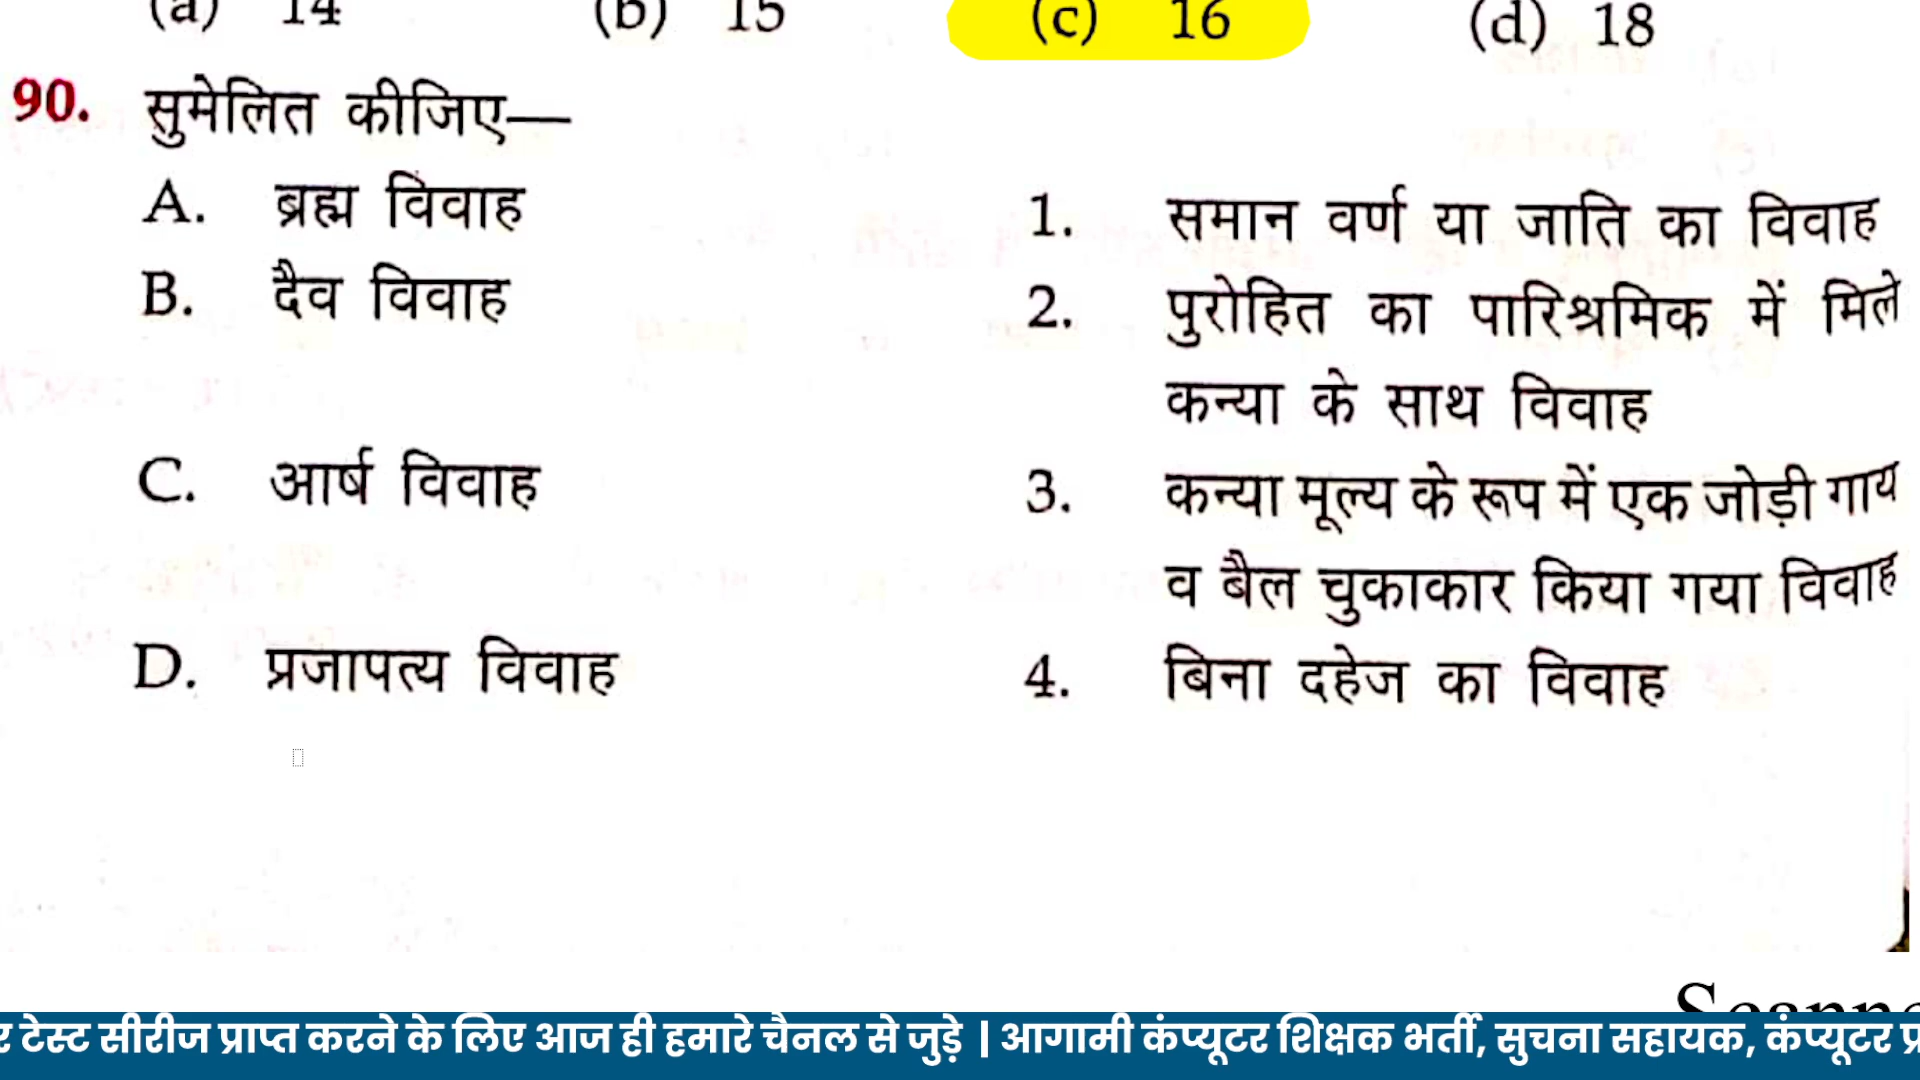 (a) 14 (b) 15 (c) 16 (d) 18
90. सुमेलित कीजिए—
A. ब्रह्म विवाह 1. समान वर्ण या जाति का विवाह
B. दैव विवाह 2. पुरोहित का पारिश्रमिक में मिले
कन्या के साथ विवाह
C. आर्ष विवाह 3. कन्या मूल्य के रूप में एक जोड़ी गाय
व बैल चुकाकार किया गया विवाह
D. प्रजापत्य विवाह 4. बिना दहेज का विवाह
टेस्ट सीरीज प्राप्त करने के लिए आज ही हमारे चैनल से जुड़े | आगामी कंप्यूटर शिक्षक भर्ती, सुचना सहायक, कंप्यूटर